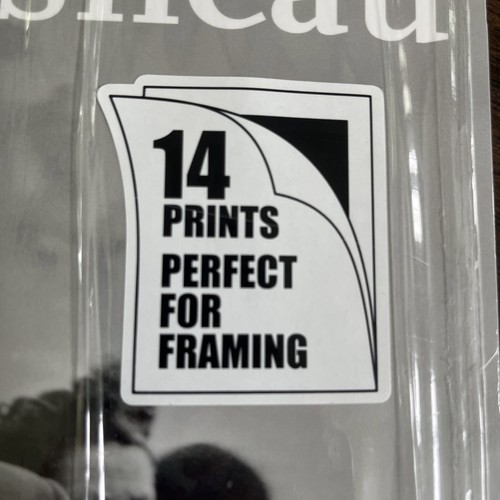 14
PRINTS
PERFECT
FOR
FRAMING